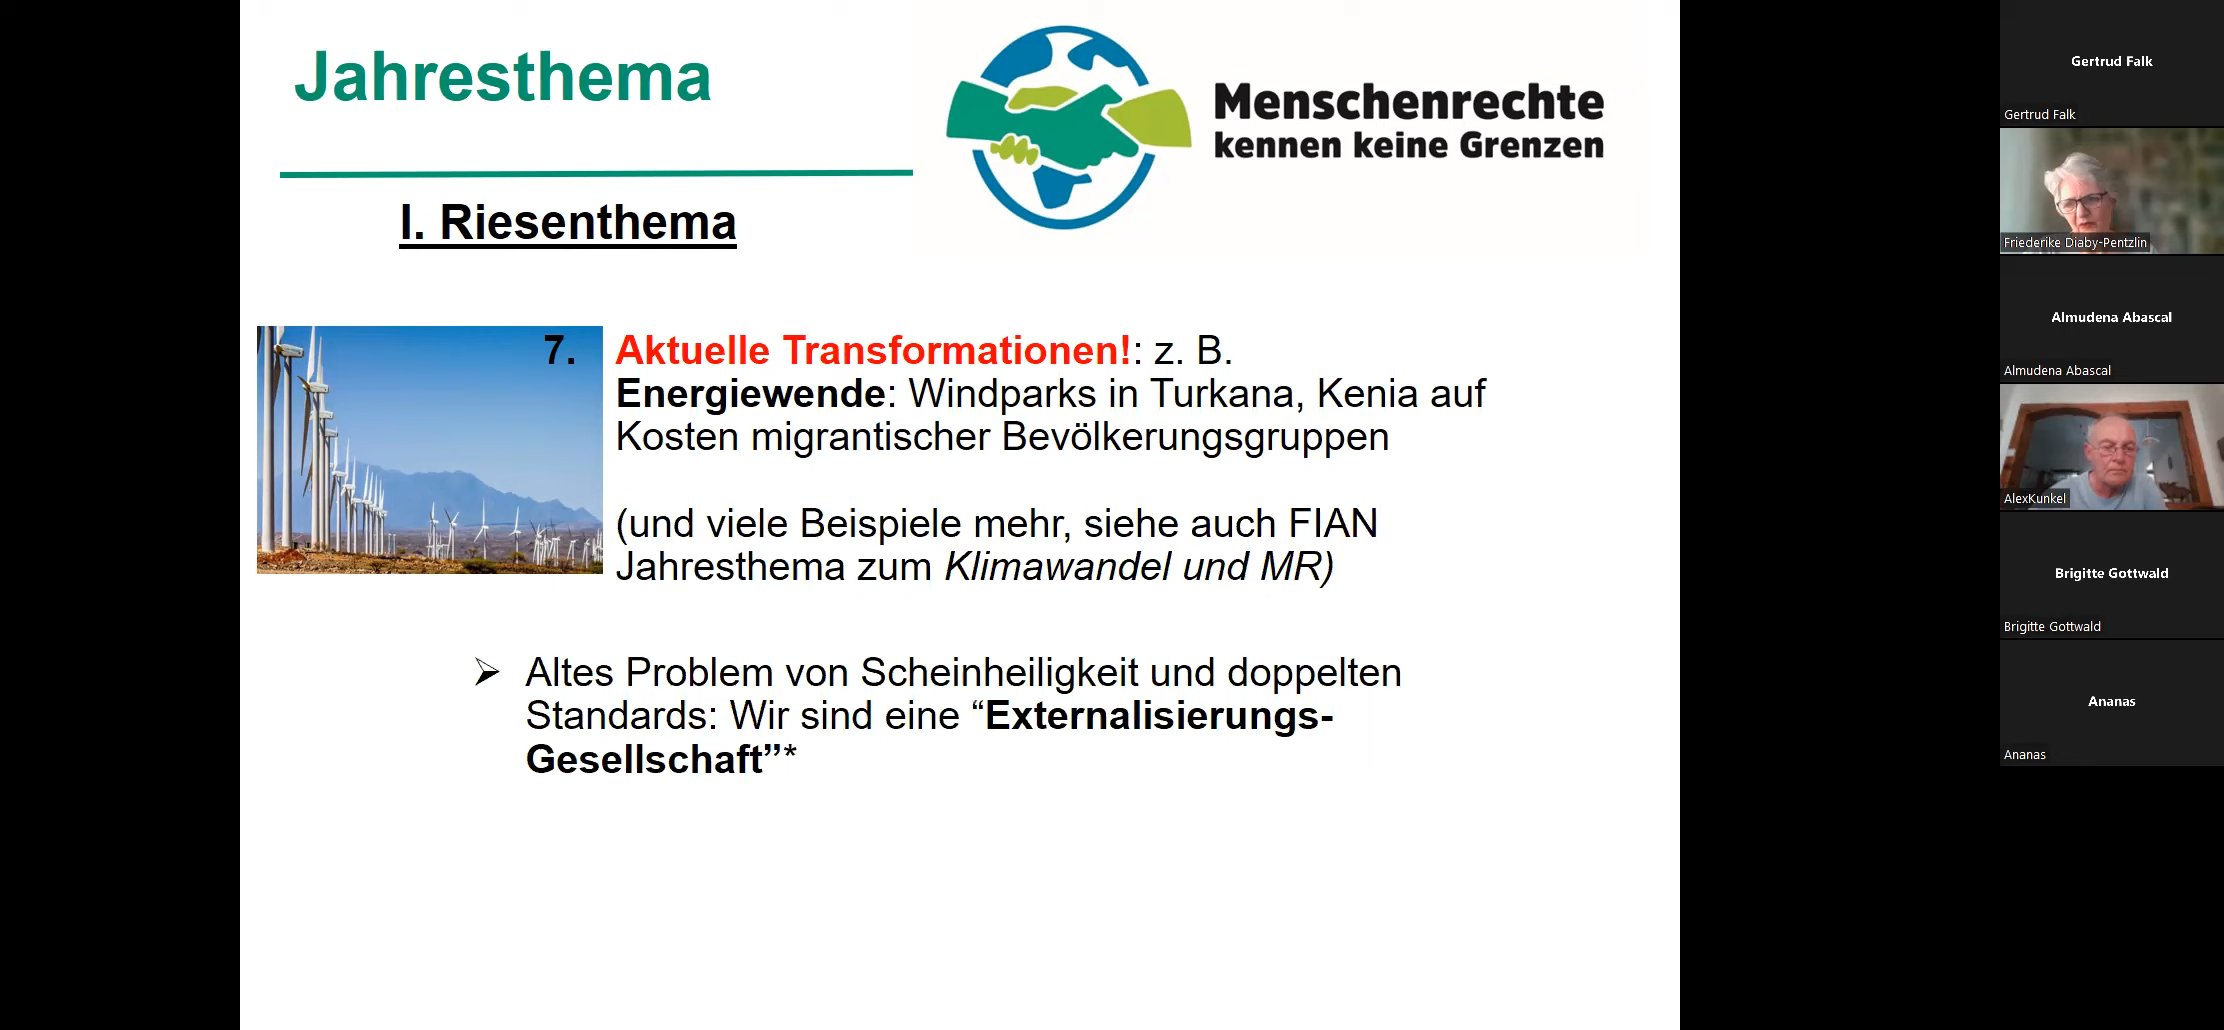 Jahresthema
Menschenrechte
kennen keine Grenzen
I. Riesenthema
7. Aktuelle Transformationen!: z. B.
Energiewende: Windparks in Turkana, Kenia auf
Kosten migrantischer Bevölkerungsgruppen
(und viele Beispiele mehr, siehe auch FIAN
Jahresthema zum Klimawandel und MR)
➢ Altes Problem von Scheinheiligkeit und doppelten
Standards: Wir sind eine “Externalisierungs-
Gesellschaft”*
Gertrud Falk
Gertrud Falk
Friederike Diaby-Pentzlin
Almudena Abascal
Almudena Abascal
AlexKunkel
Brigitte Gottwald
Brigitte Gottwald
Ananas
Ananas